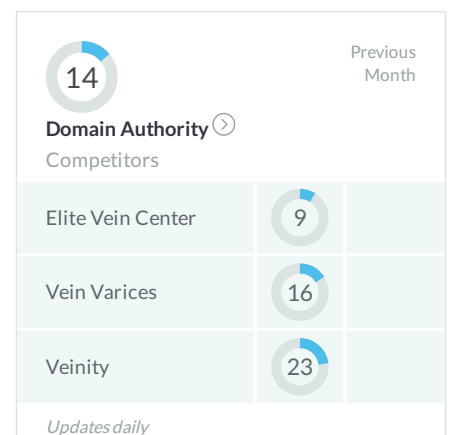 14
Previous
Month
Domain Authority
Competitors
Elite Vein Center 9
Vein Varices 16
Veinity 23
Updates daily